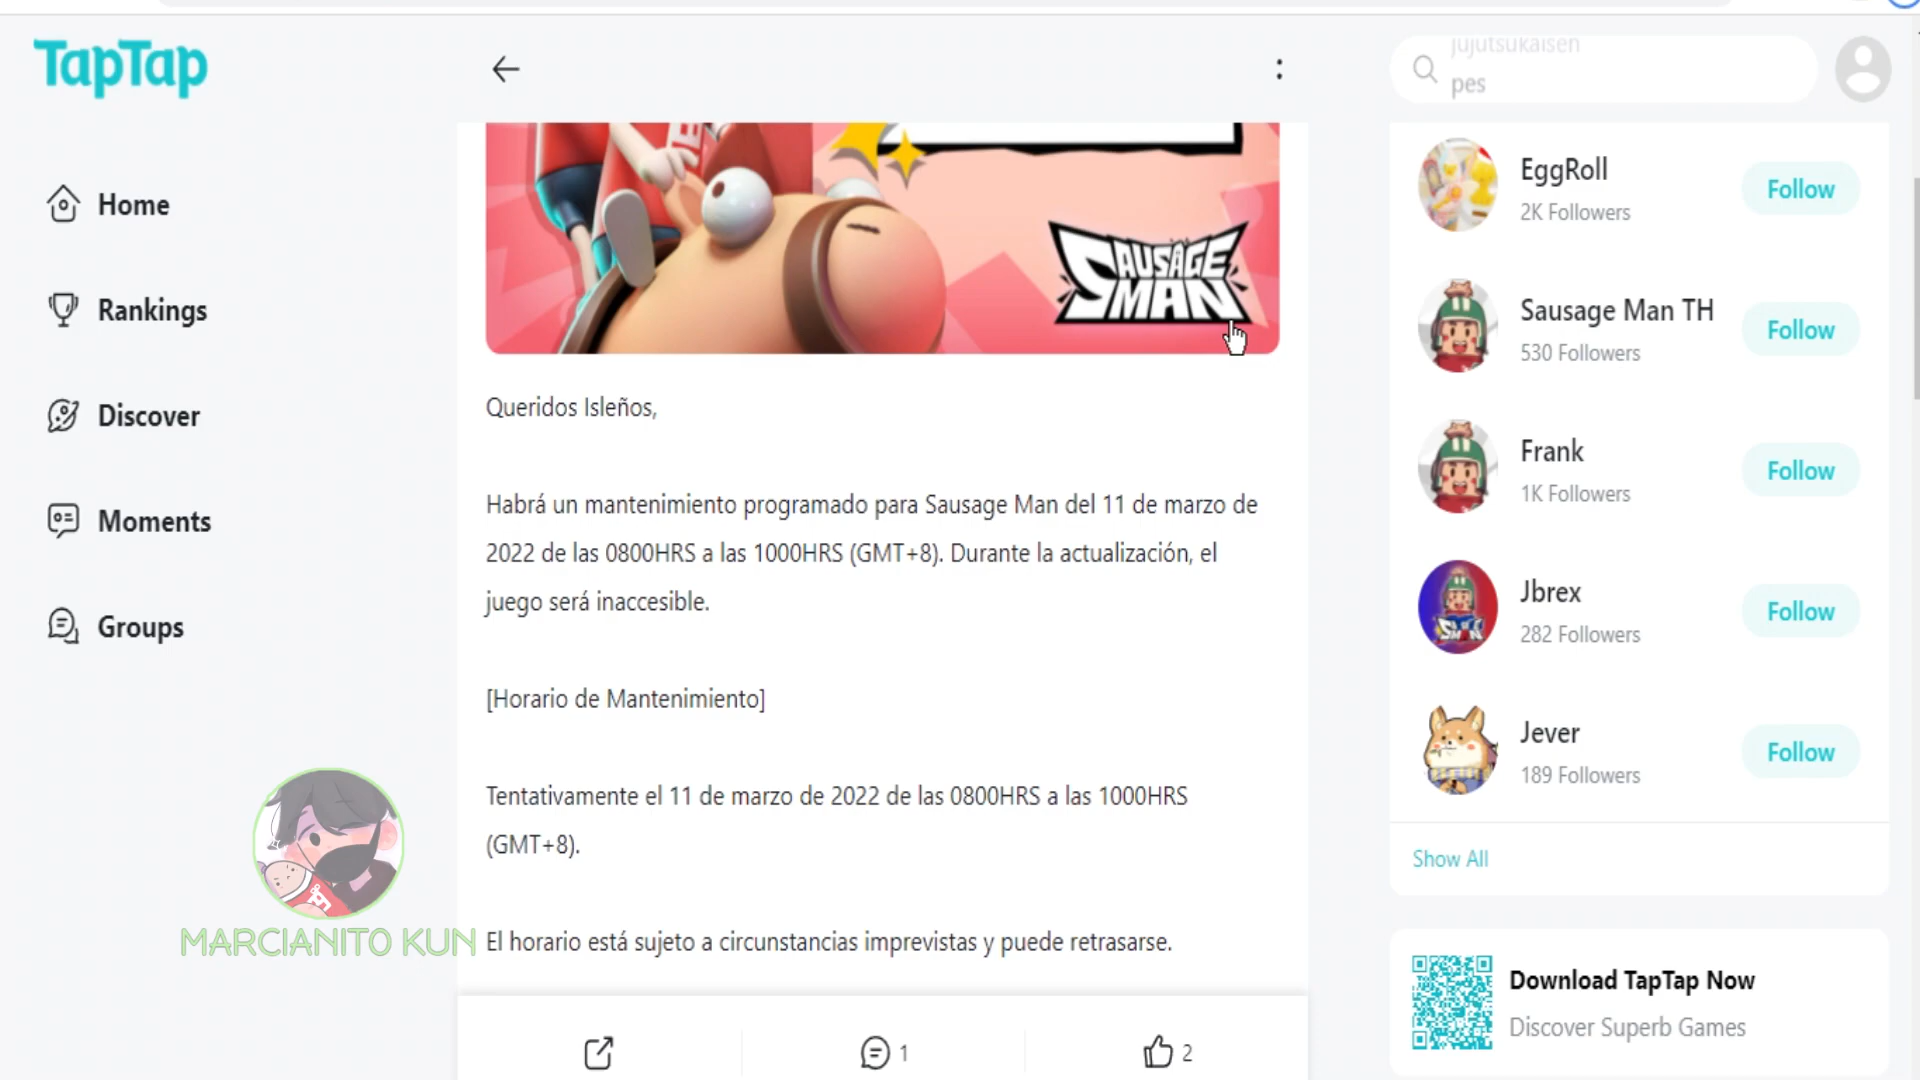 TapTap
jujutsukaisen
pes
Home
Rankings
Discover
Moments
Groups
SAUSAGE
MAN
Queridos Isleños,
Habrá un mantenimiento programado para Sausage Man del 11 de marzo de
2022 de las 0800HRS a las 1000HRS (GMT+8). Durante la actualización, el
juego será inaccesible.
[Horario de Mantenimiento]
Tentativamente el 11 de marzo de 2022 de las 0800HRS a las 1000HRS
(GMT+8).
El horario está sujeto a circunstancias imprevistas y puede retrasarse.
1
2
MARCIANITO KUN
EggRoll
2K Followers
Follow
Sausage Man TH
530 Followers
Follow
Frank
1K Followers
Follow
Jbrex
282 Followers
Follow
Jever
189 Followers
Follow
Show All
Download TapTap Now
Discover Superb Games